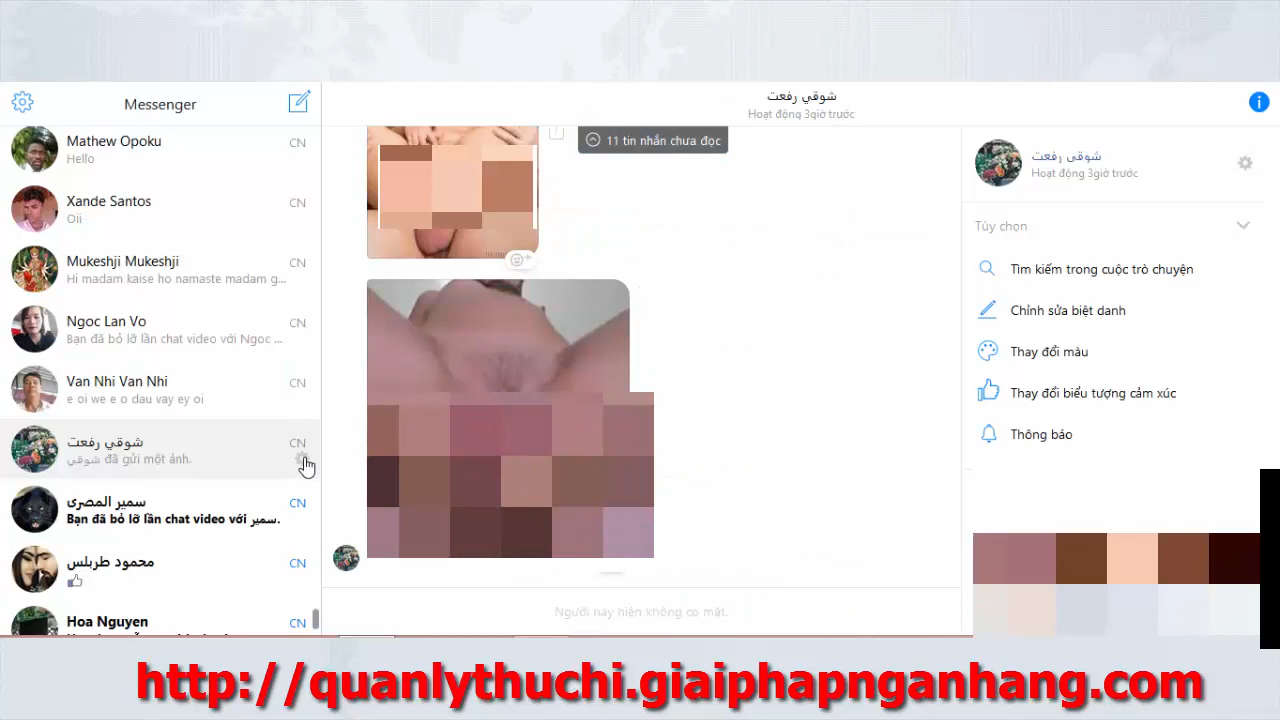 Messenger
Mathew Opoku
CN
Hello
Xande Santos
CN
Oii
Mukeshji Mukeshji
CN
Hi madam kaise ho namaste madam g...
Ngoc Lan Vo
CN
Bạn đã bỏ lỡ lần chat video với Ngoc ...
Van Nhi Van Nhi
CN
e oi we e o dau vay ey oi
شوقي رفعت
CN
شوقي đã gửi một ảnh.
سمير المصرى
CN
Bạn đã bỏ lỡ lần chat video với سمير.
محمود طربلس
CN
Hoa Nguyen
CN
شوقي رفعت
Hoạt động 3giờ trước
11 tin nhắn chưa đọc
Người này hiện không có mặt.
شوقي رفعت
Hoạt động 3giờ trước
Tùy chọn
Tìm kiếm trong cuộc trò chuyện
Chỉnh sửa biệt danh
Thay đổi màu
Thay đổi biểu tượng cảm xúc
Thông báo
http://quanlythuchi.giaiphapnganhang.com